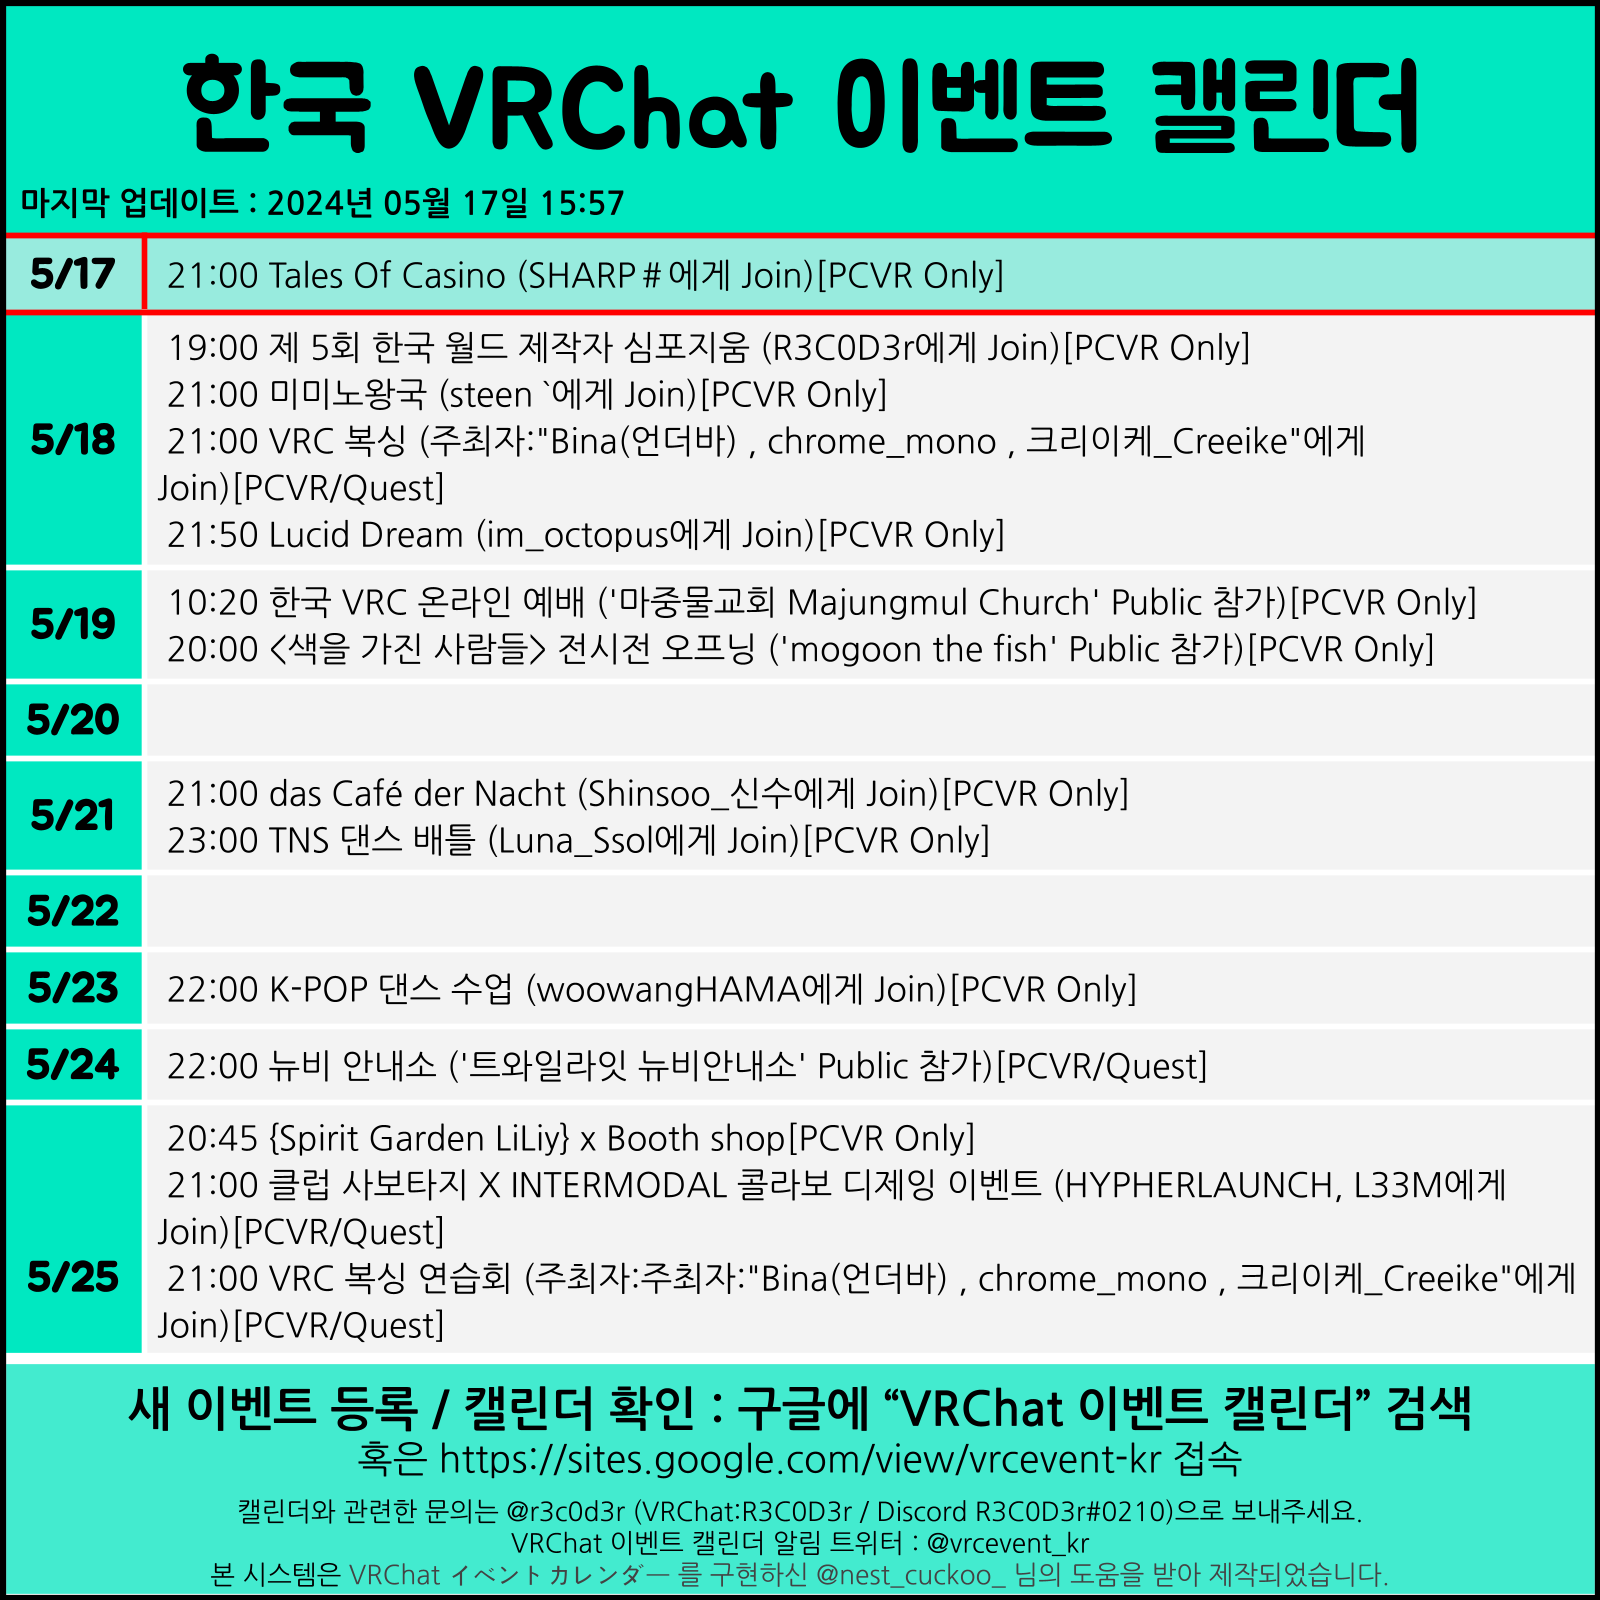 한국 VRChat 이벤트 캘린더
마지막 업데이트 : 2024년 05월 17일 15:57
5/17
21:00 Tales Of Casino (SHARP＃에게 Join)[PCVR Only]
5/18
19:00 제 5회 한국 월드 제작자 심포지움 (R3C0D3r에게 Join)[PCVR Only]
21:00 미미노왕국 (steen `에게 Join)[PCVR Only]
21:00 VRC 복싱 (주최자:"Bina(언더바) , chrome_mono , 크리이케_Creeike"에게
Join)[PCVR/Quest]
21:50 Lucid Dream (im_octopus에게 Join)[PCVR Only]
5/19
10:20 한국 VRC 온라인 예배 ('마중물교회 Majungmul Church' Public 참가)[PCVR Only]
20:00 <색을 가진 사람들> 전시전 오프닝 ('mogoon the fish' Public 참가)[PCVR Only]
5/20
5/21
21:00 das Café der Nacht (Shinsoo_신수에게 Join)[PCVR Only]
23:00 TNS 댄스 배틀 (Luna_Ssol에게 Join)[PCVR Only]
5/22
5/23
22:00 K-POP 댄스 수업 (woowangHAMA에게 Join)[PCVR Only]
5/24
22:00 뉴비 안내소 ('트와일라잇 뉴비안내소' Public 참가)[PCVR/Quest]
5/25
20:45 {Spirit Garden LiLiy} x Booth shop[PCVR Only]
21:00 클럽 사보타지 X INTERMODAL 콜라보 디제잉 이벤트 (HYPHERLAUNCH, L33M에게
Join)[PCVR/Quest]
21:00 VRC 복싱 연습회 (주최자:주최자:"Bina(언더바) , chrome_mono , 크리이케_Creeike"에게
Join)[PCVR/Quest]
새 이벤트 등록 / 캘린더 확인 : 구글에 “VRChat 이벤트 캘린더” 검색
혹은 https://sites.google.com/view/vrcevent-kr 접속
캘린더와 관련한 문의는 @r3c0d3r (VRChat:R3C0D3r / Discord R3C0D3r#0210)으로 보내주세요.
VRChat 이벤트 캘린더 알림 트위터 : @vrcevent_kr
본 시스템은 VRChat イベントカレンダー 를 구현하신 @nest_cuckoo_ 님의 도움을 받아 제작되었습니다.